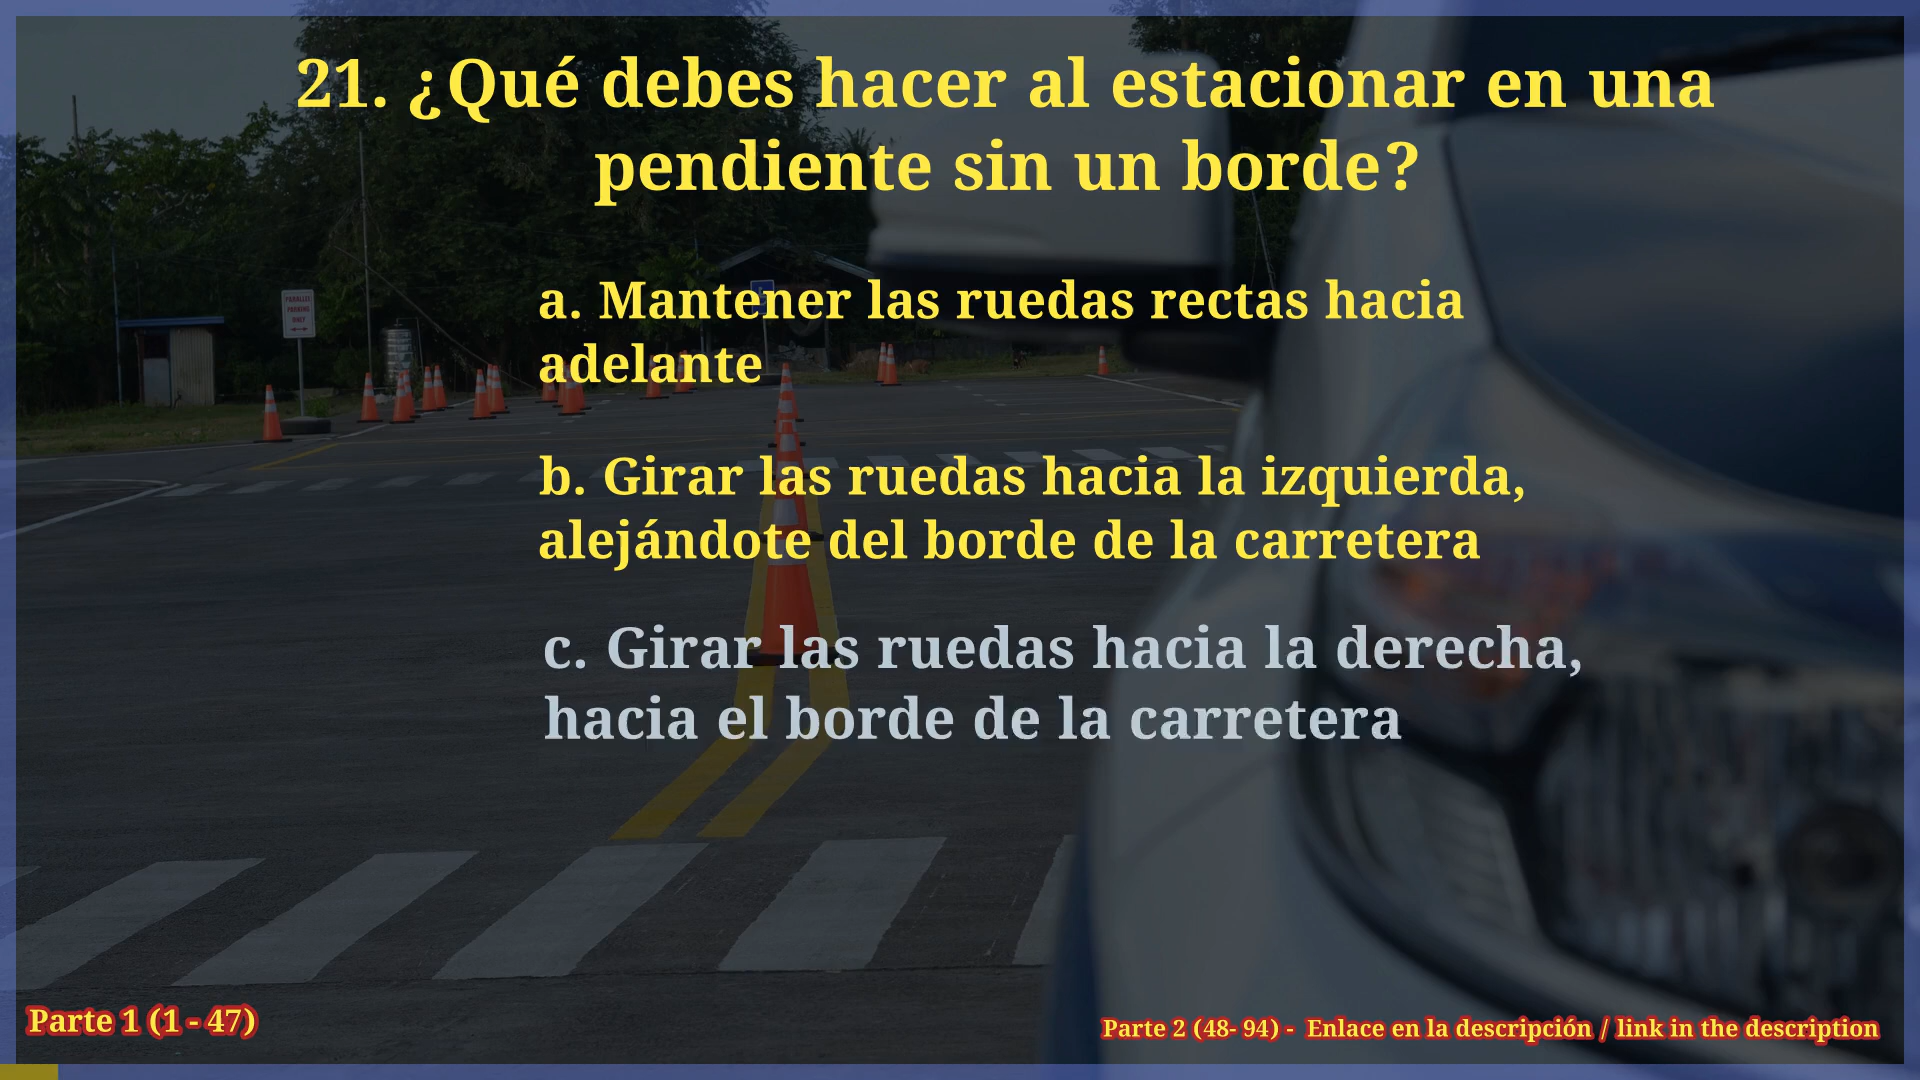 21. ¿Qué debes hacer al estacionar en una
pendiente sin un borde?
PARALLEL
PARKING
ONLY
a. Mantener las ruedas rectas hacia
adelante
b. Girar las ruedas hacia la izquierda,
alejándote del borde de la carretera
c. Girar las ruedas hacia la derecha,
hacia el borde de la carretera
Parte 1 (1 - 47)
Parte 2 (48- 94) - Enlace en la descripción / link in the description